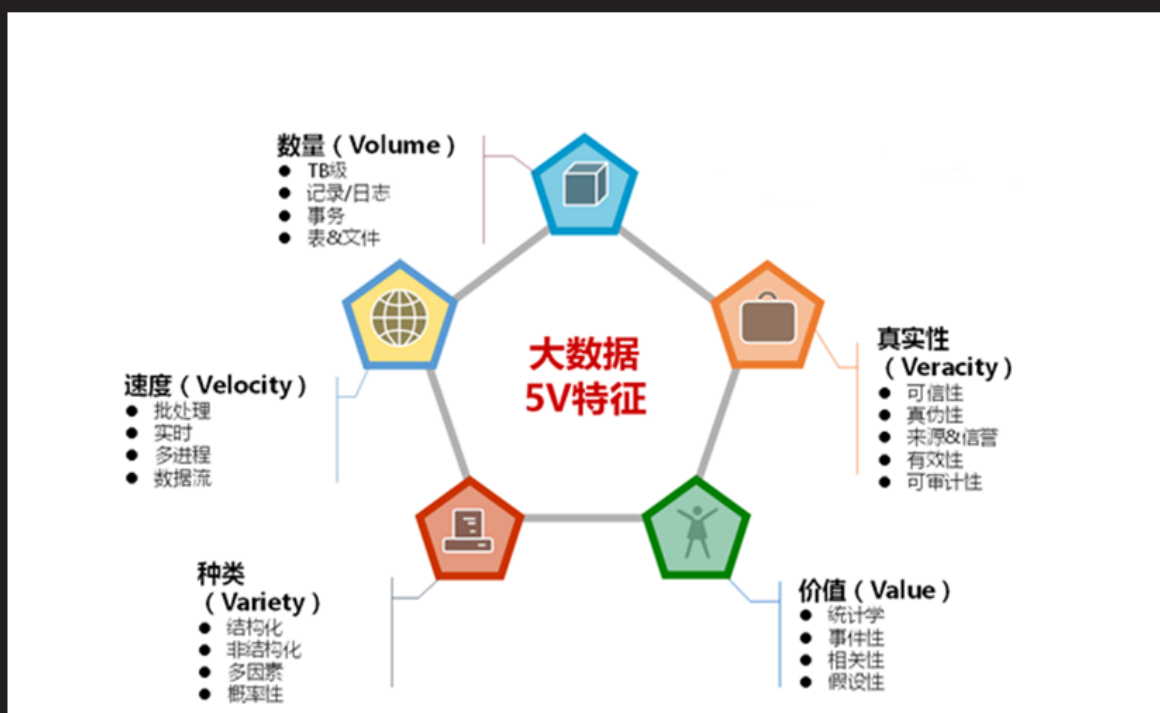 数量（Volume）
● TB级
● 记录/日志
● 事务
● 表&文件
大数据
5V特征
真实性
（Veracity）
● 可信性
● 真伪性
● 来源&信誉
● 有效性
● 可审计性
速度（Velocity）
● 批处理
● 实时
● 多进程
● 数据流
种类
（Variety）
● 结构化
● 非结构化
● 多因素
● 概率性
价值（Value）
● 统计学
● 事件性
● 相关性
● 假设性